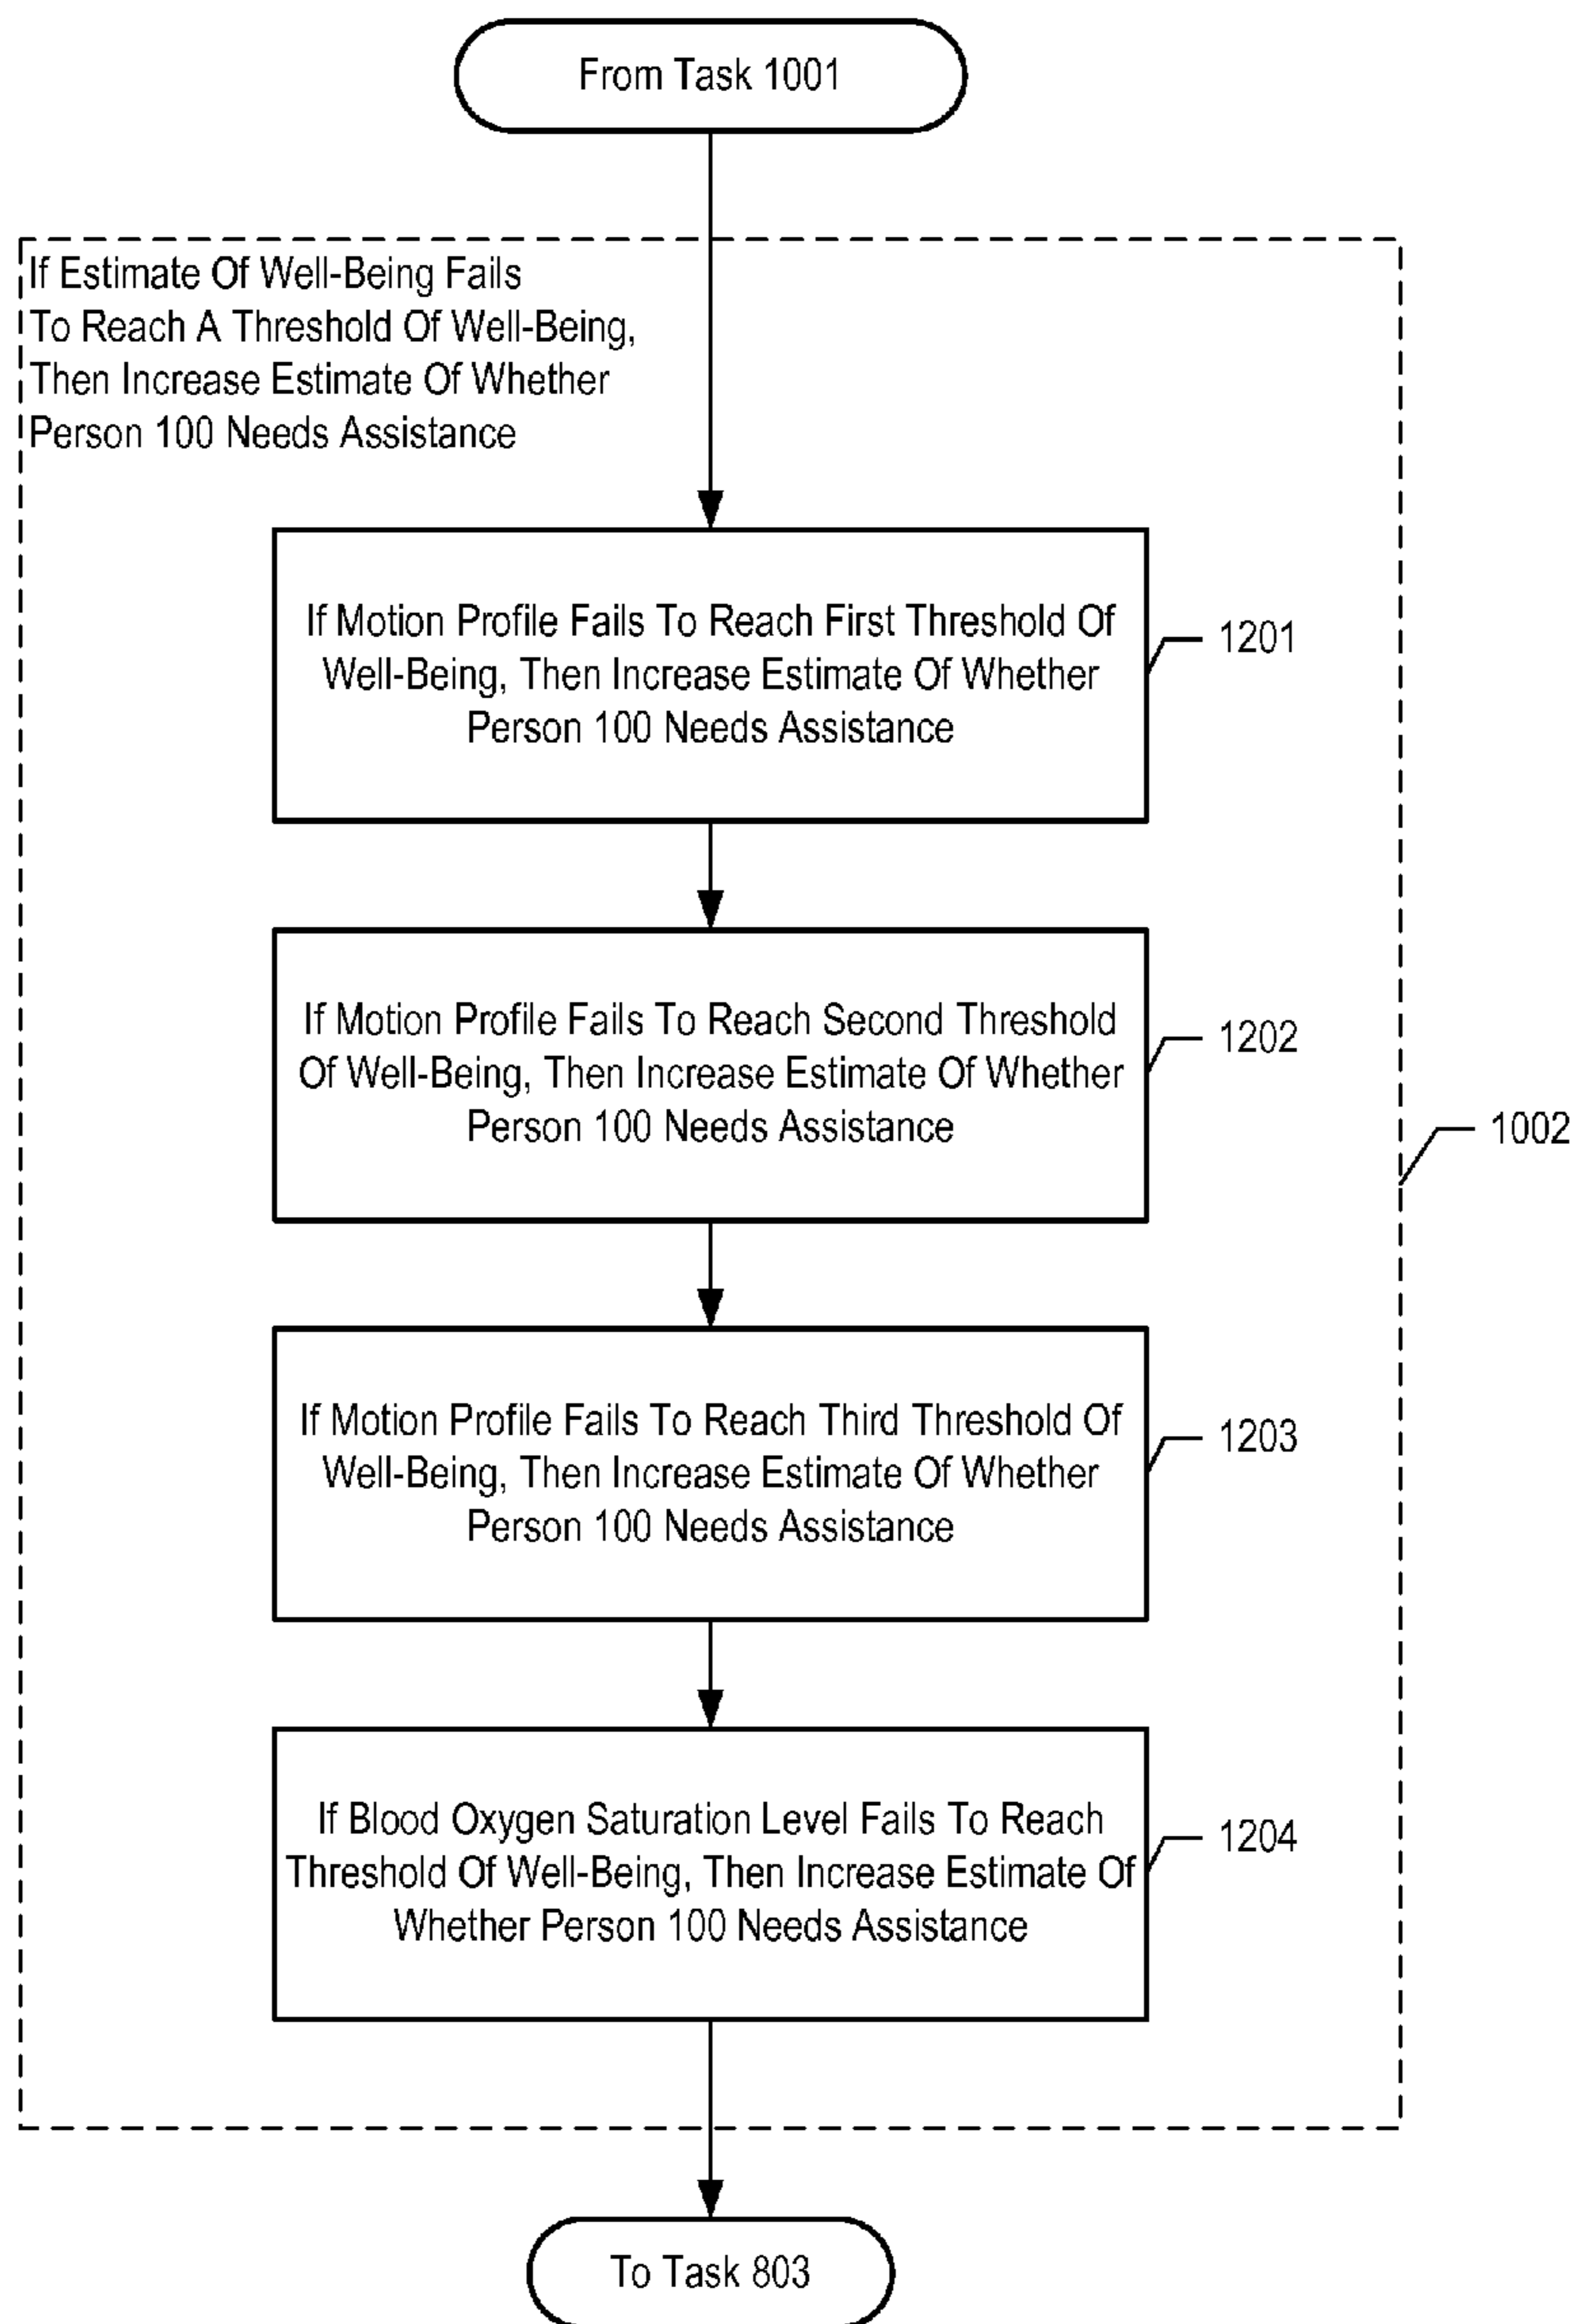 From Task 1001
If Estimate Of Well-Being Fails
To Reach A Threshold Of Well-Being,
Then Increase Estimate Of Whether
Person 100 Needs Assistance
If Motion Profile Fails To Reach First Threshold Of
Well-Being, Then Increase Estimate Of Whether
Person 100 Needs Assistance
1201
If Motion Profile Fails To Reach Second Threshold
Of Well-Being, Then Increase Estimate Of Whether
Person 100 Needs Assistance
1202
1002
If Motion Profile Fails To Reach Third Threshold Of
Well-Being, Then Increase Estimate Of Whether
Person 100 Needs Assistance
1203
If Blood Oxygen Saturation Level Fails To Reach
Threshold Of Well-Being, Then Increase Estimate Of
Whether Person 100 Needs Assistance
1204
To Task 803